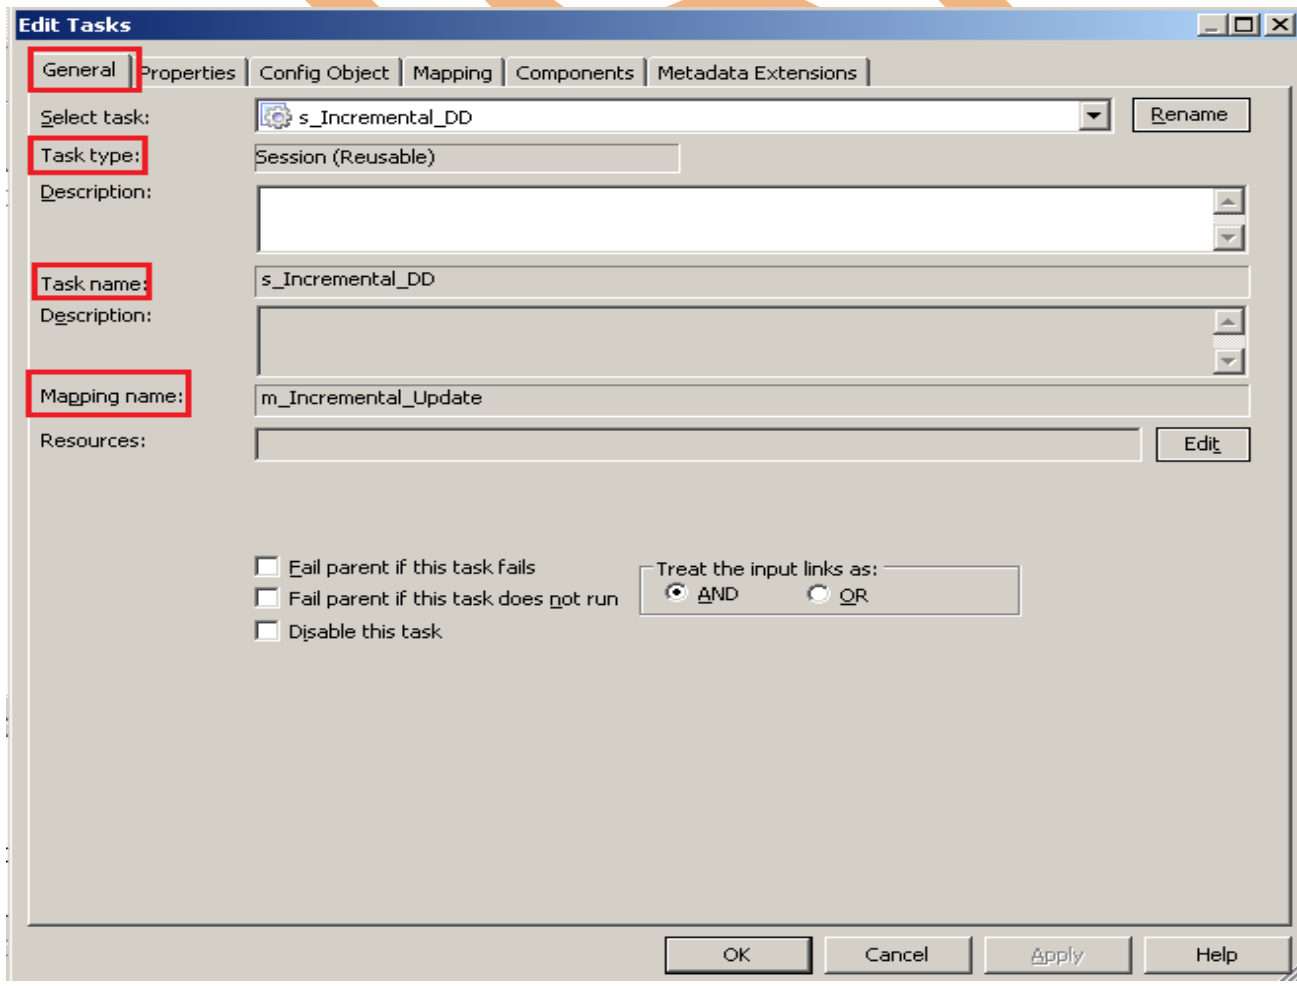 Edit Tasks
General Properties Config Object Mapping Components Metadata Extensions
Select task: s_Incremental_DD Rename
Task type: Session (Reusable)
Description:
Task name: s_Incremental_DD
Description:
Mapping name: m_Incremental_Update
Resources: Edit
Fail parent if this task fails
Treat the input links as:
Fail parent if this task does not run
AND OR
Disable this task
OK Cancel Apply Help